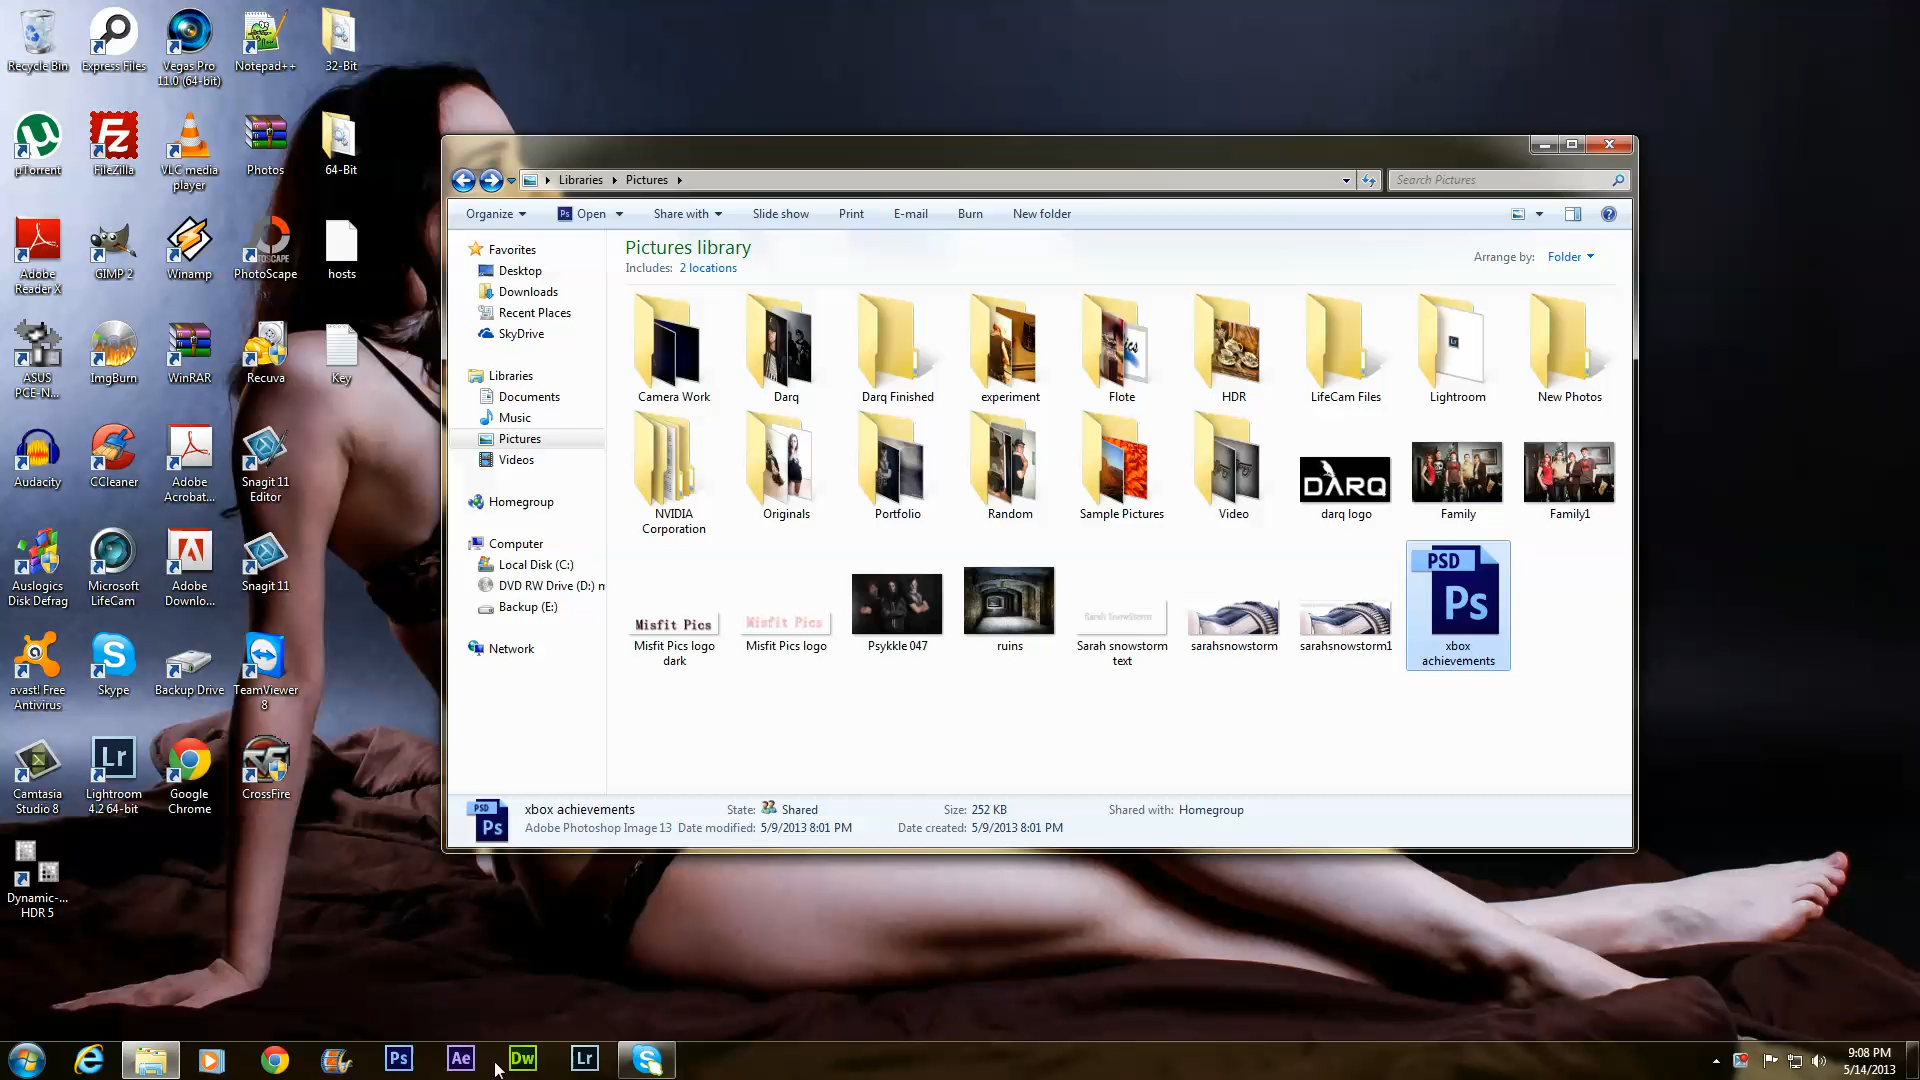 Recycle Bin
Express Files
Vegas Pro
11.0 (64-bit)
Notepad++
32-Bit
µTorrent
FileZilla
VLC media
player
Photos
64-Bit
Adobe
Reader X
GIMP 2
Winamp
PhotoScape
hosts
ASUS
PCE-N...
ImgBurn
WinRAR
Recuva
Key
Audacity
CCleaner
Adobe
Acrobat...
Snagit 11
Editor
Auslogics
Disk Defrag
Microsoft
LifeCam
Adobe
Downlo...
Snagit 11
avast! Free
Antivirus
Skype
Backup Drive
TeamViewer
8
Camtasia
Studio 8
Lightroom
4.2 64-bit
Google
Chrome
CrossFire
Dynamic-...
HDR 5
Libraries
Pictures
Search Pictures
Organize
Open
Share with
Slide show
Print
E-mail
Burn
New folder
Favorites
Desktop
Downloads
Recent Places
SkyDrive
Libraries
Documents
Music
Pictures
Videos
Homegroup
Computer
Local Disk (C:)
DVD RW Drive (D:) m
Backup (E:)
Network
Pictures library
Includes: 2 locations
Arrange by: Folder
Camera Work
Darq
Darq Finished
experiment
Flote
HDR
LifeCam Files
Lightroom
New Photos
NVIDIA
Corporation
Originals
Portfolio
Random
Sample Pictures
Video
DARQ
darq logo
Family
Family1
Misfit Pics
Misfit Pics logo
dark
Misfit Pics
Misfit Pics logo
Psykkle 047
ruins
Sarah Snowstorm
Sarah snowstorm
text
sarahsnowstorm
sarahsnowstorm1
PSD
Ps
xbox
achievements
PSD
Ps
xbox achievements
State: Shared
Size: 252 KB
Shared with: Homegroup
Adobe Photoshop Image 13
Date modified: 5/9/2013 8:01 PM
Date created: 5/9/2013 8:01 PM
Ps
Ae
Dw
Lr
9:08 PM
5/14/2013